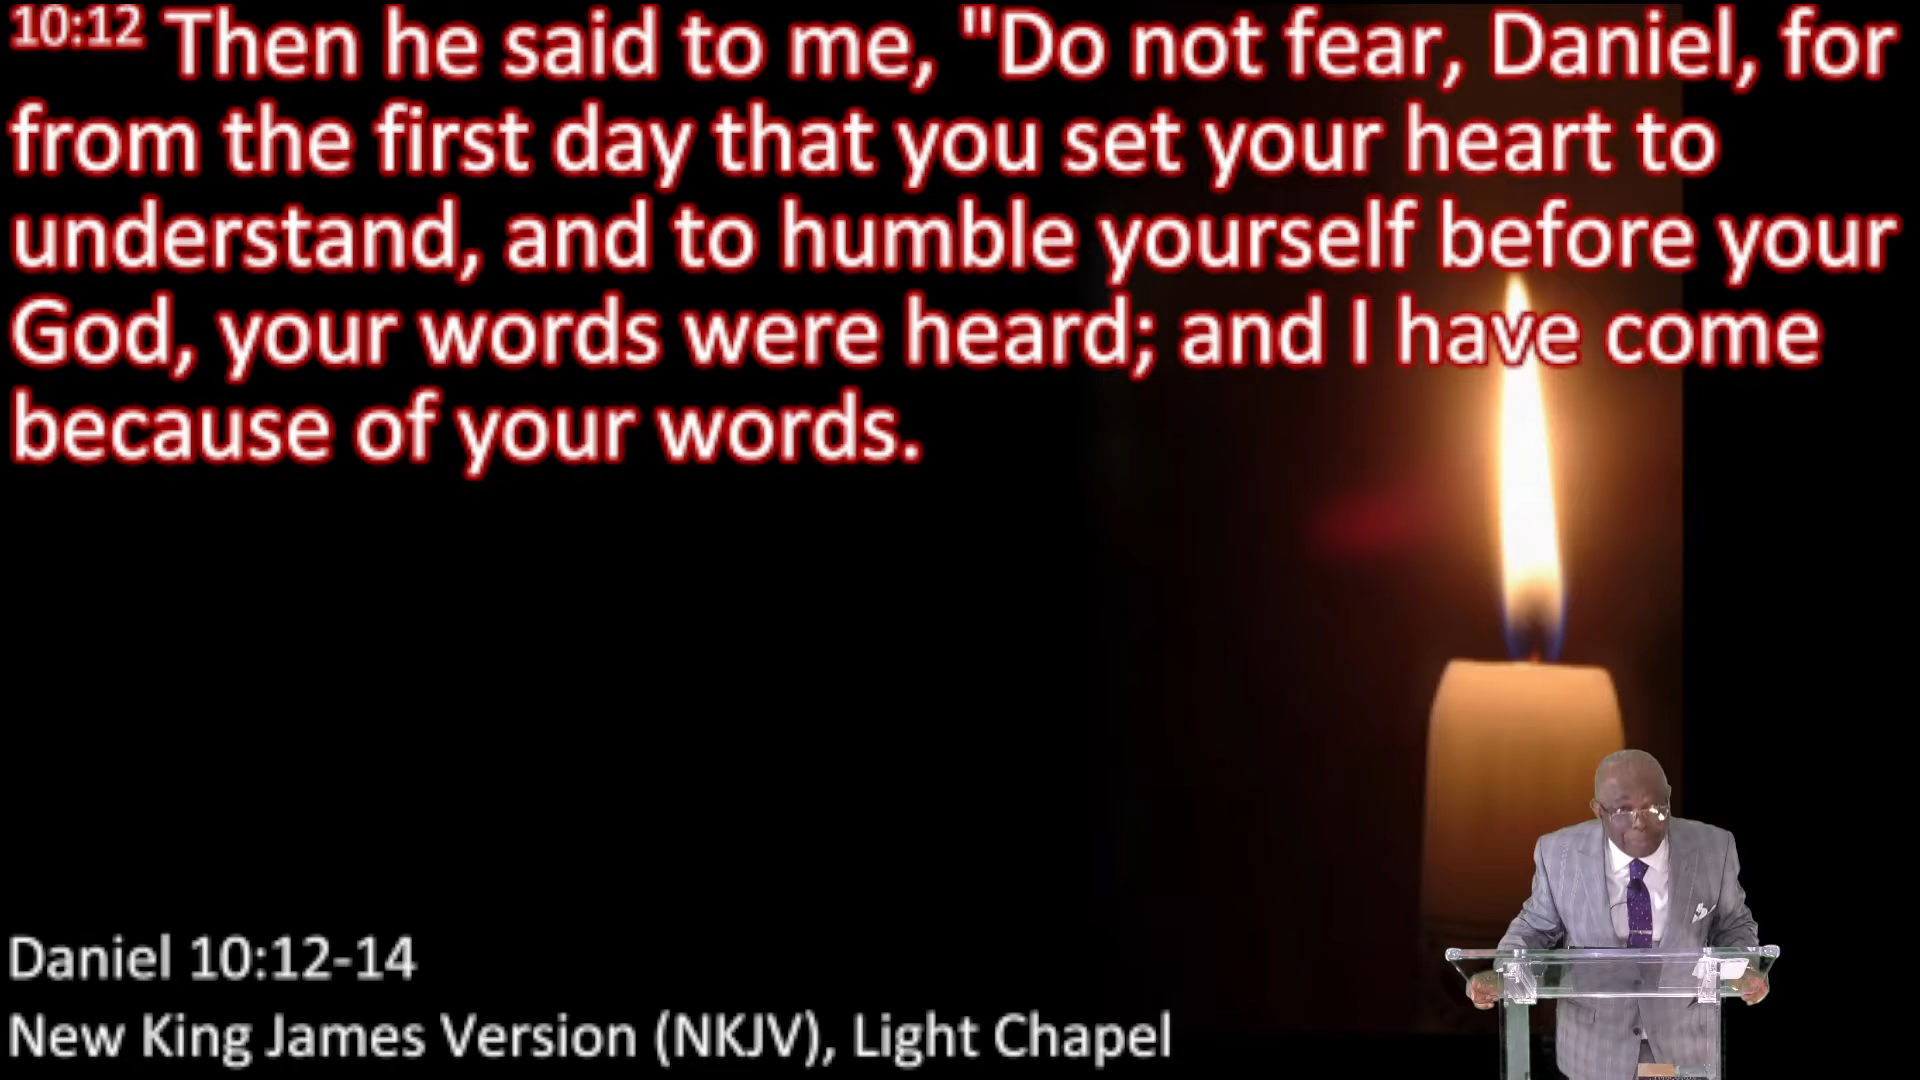 10:12 Then he said to me, "Do not fear, Daniel, for
from the first day that you set your heart to
understand, and to humble yourself before your
God, your words were heard; and I have come
because of your words.
Daniel 10:12-14
New King James Version (NKJV), Light Chapel